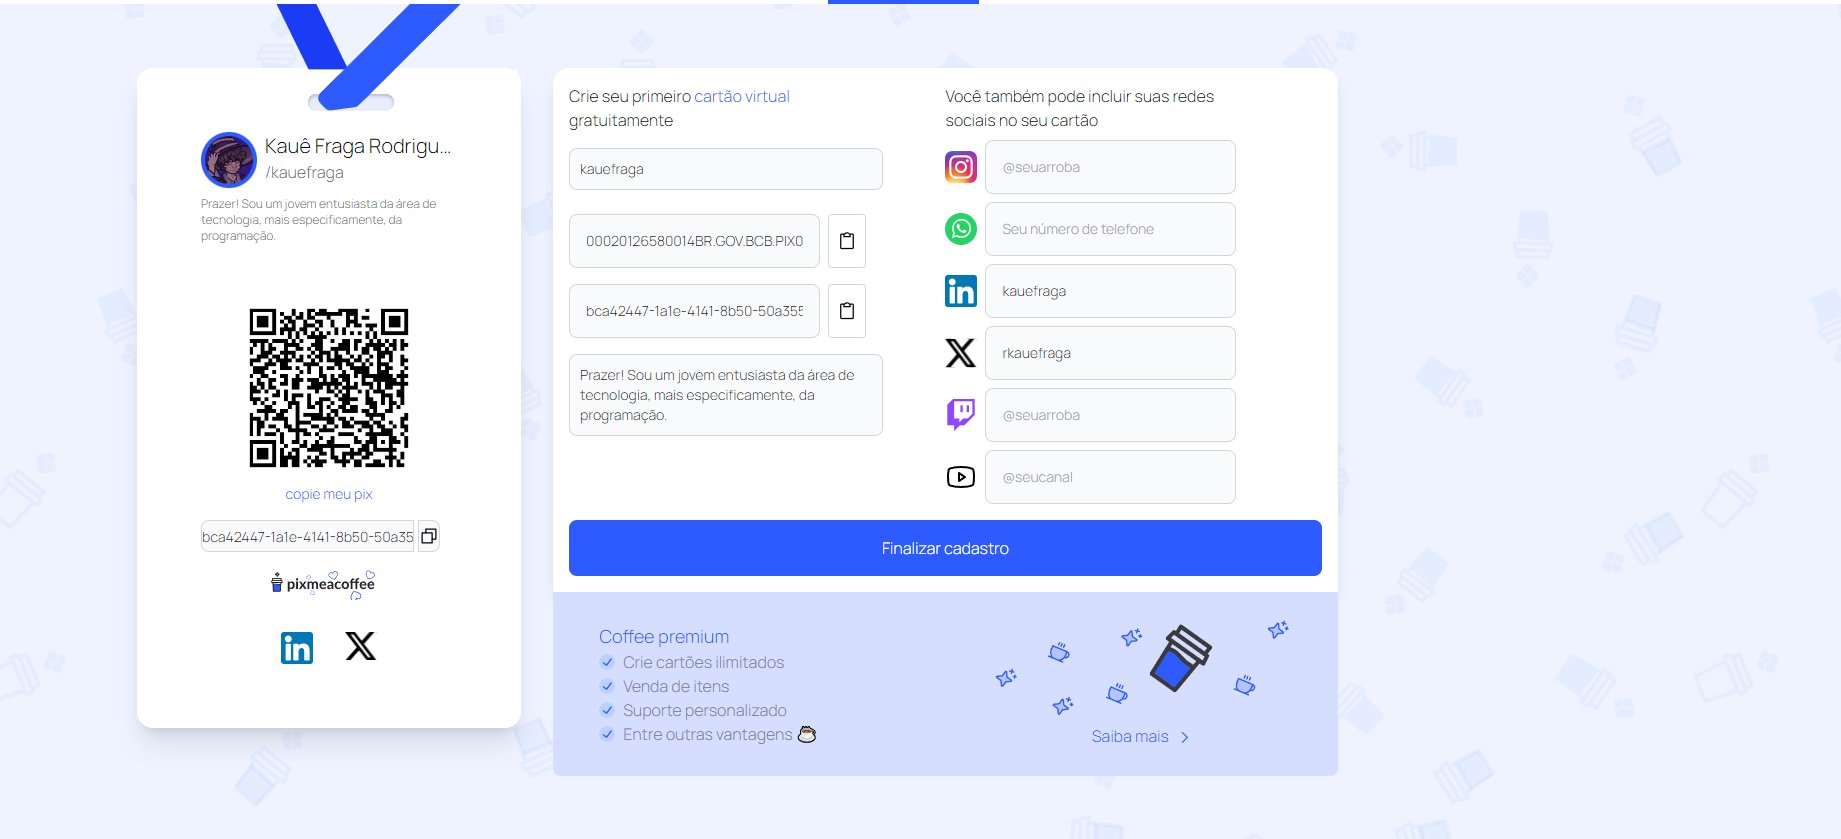 Kauê Fraga Rodrigu...
/kauefraga
Prazer! Sou um jovem entusiasta da área de
tecnologia, mais especificamente, da
programação.
copie meu pix
bca42447-1a1e-4141-8b50-50a35
pixmeacoffee
Crie seu primeiro cartão virtual
gratuitamente
kauefraga
00020126580014BR.GOV.BCB.PIX0
bca42447-1a1e-4141-8b50-50a355
Prazer! Sou um jovem entusiasta da área de
tecnologia, mais especificamente, da
programação.
Você também pode incluir suas redes
sociais no seu cartão
@seuarroba
Seu número de telefone
in
kauefraga
rkauefraga
@seuarroba
@seucanal
Finalizar cadastro
Coffee premium
Crie cartões ilimitados
Venda de itens
Suporte personalizado
Entre outras vantagens
Saiba mais
in